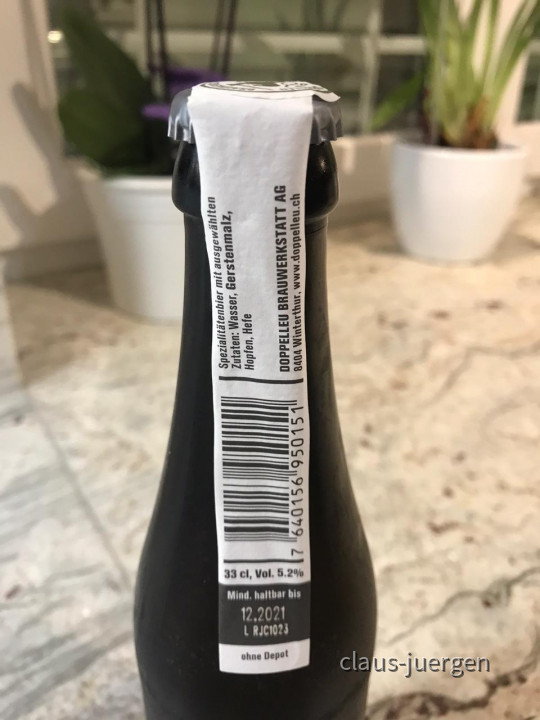 Spezialitätenbier mit ausgewählten
Zutaten: Wasser, Gerstenmalz,
Hopfen, Hefe
DOPPELLEU BRAUWERKSTATT AG
8404 Winterthur, www.doppelleu.ch
7 640156 950151
33 cl, Vol. 5.2%
Mind. haltbar bis
12.2021
L RJC1023
ohne Depot
claus-juergen